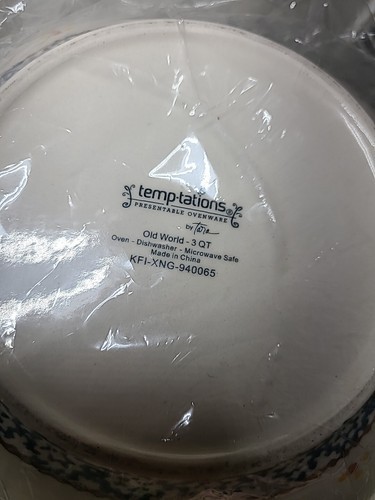 temp-tations®
PRESENTABLE OVENWARE
by Tara
Old World - 3 QT
Oven - Dishwasher - Microwave Safe
Made in China
KFI-XNG-940065